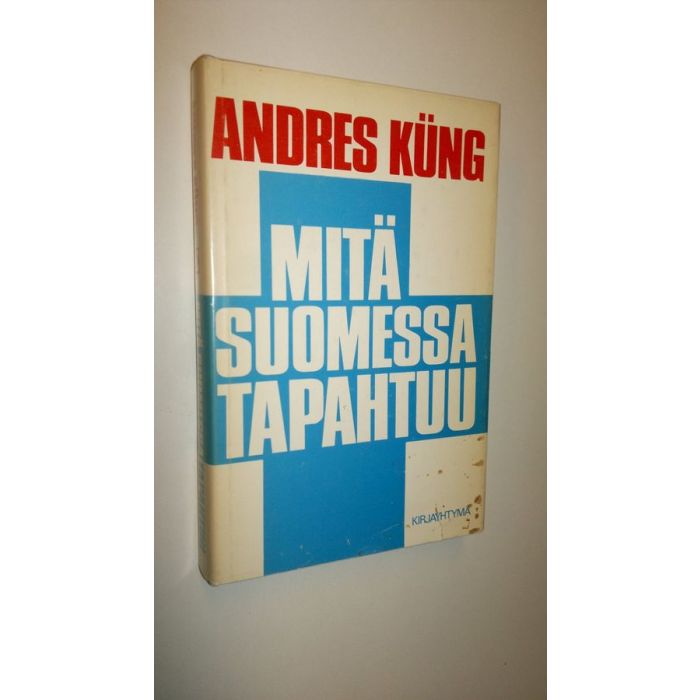 ANDRES KÜNG
MITÄ
SUOMESSA
TAPAHTUU
KIRJAYHTYMÄ